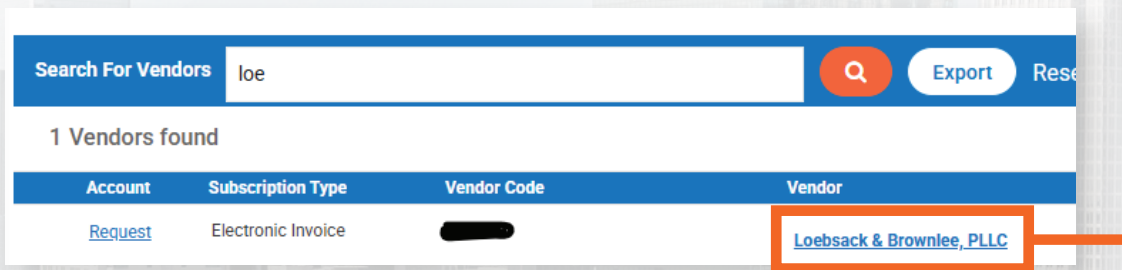 Search For Vendors loe Export Rese
1 Vendors found
Account Subscription Type Vendor Code Vendor
Request Electronic Invoice Loebsack & Brownlee, PLLC